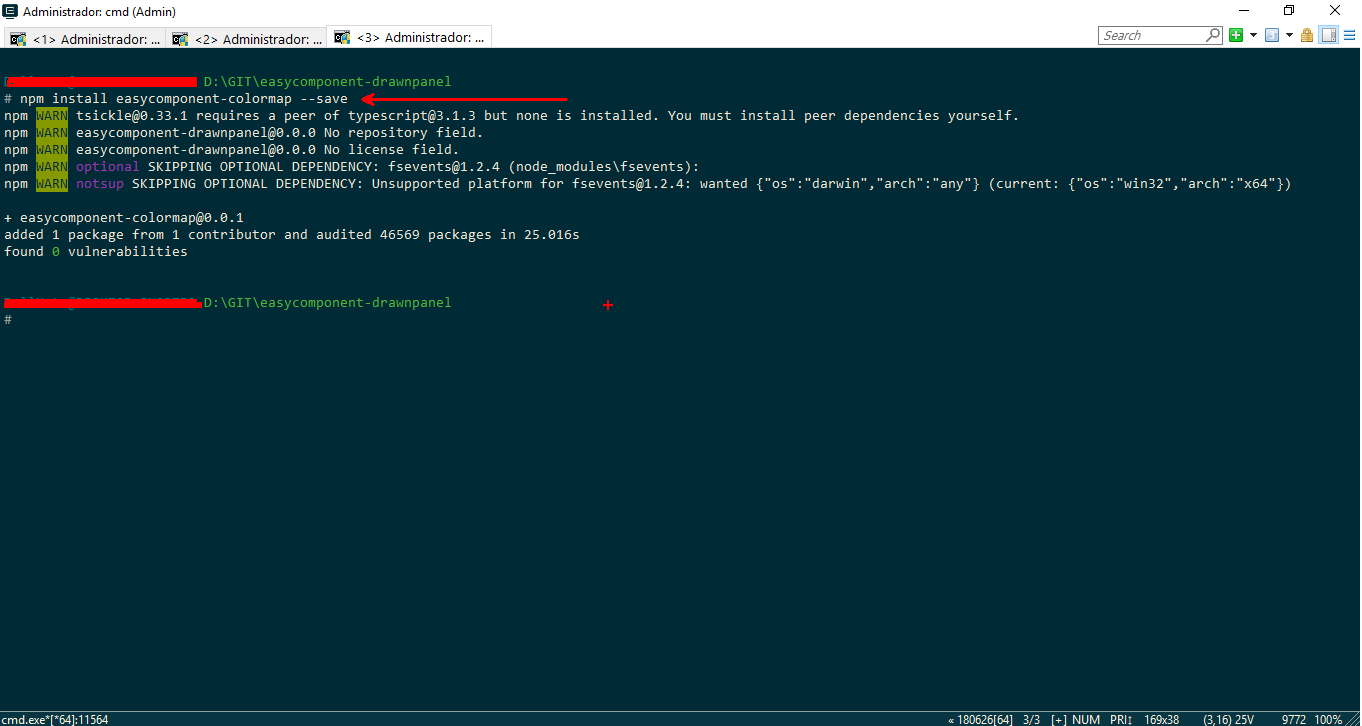 Administrador: cmd (Admin)
<1> Administrador: ...
<2> Administrador: ...
<3> Administrador: ...
Search
D:\GIT\easycomponent-drawnpanel
# npm install easycomponent-colormap --save
npm WARN tsickle@0.33.1 requires a peer of typescript@3.1.3 but none is installed. You must install peer dependencies yourself.
npm WARN easycomponent-drawnpanel@0.0.0 No repository field.
npm WARN easycomponent-drawnpanel@0.0.0 No license field.
npm WARN optional SKIPPING OPTIONAL DEPENDENCY: fsevents@1.2.4 (node_modules\fsevents):
npm WARN notsup SKIPPING OPTIONAL DEPENDENCY: Unsupported platform for fsevents@1.2.4: wanted {"os":"darwin","arch":"any"} (current: {"os":"win32","arch":"x64"})
+ easycomponent-colormap@0.0.1
added 1 package from 1 contributor and audited 46569 packages in 25.016s
found 0 vulnerabilities
D:\GIT\easycomponent-drawnpanel
#
cmd.exe*[*64]:11564
« 180626[64] 3/3 [+] NUM PRI↕ 169x38 (3,16) 25V 9772 100%